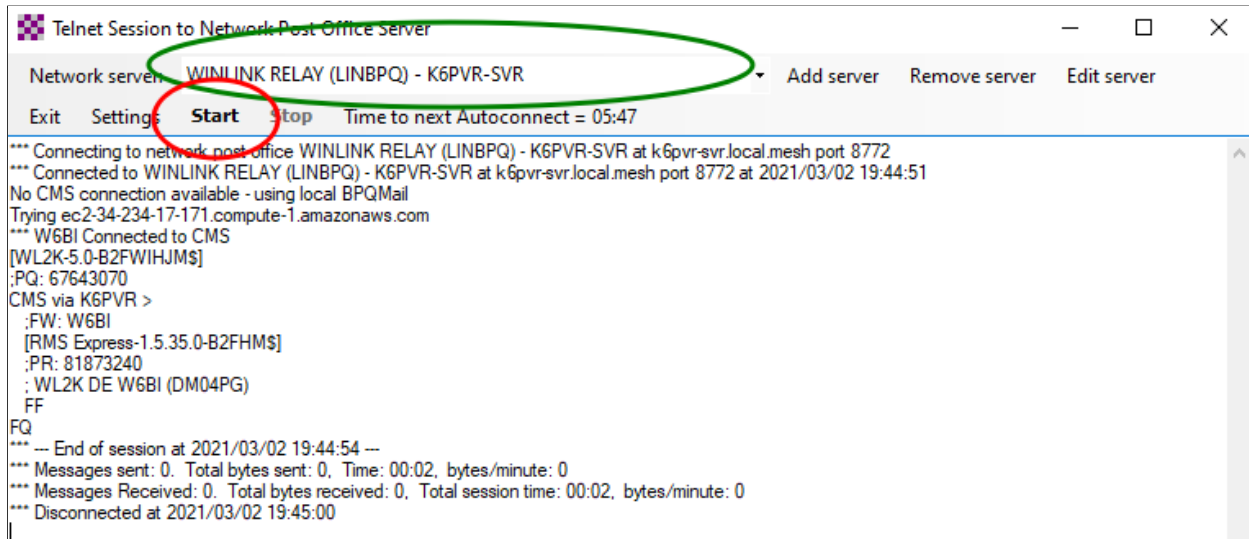 Telnet Session to Network Post Office Server
Network server WINLINK RELAY (LINBPQ) - K6PVR-SVR Add server Remove server Edit server
Exit Settings Start Stop Time to next Autoconnect = 05:47
*** Connecting to network post office WINLINK RELAY (LINBPQ) - K6PVR-SVR at k6pvr-svr.local.mesh port 8772
*** Connected to WINLINK RELAY (LINBPQ) - K6PVR-SVR at k6pvr-svr.local.mesh port 8772 at 2021/03/02 19:44:51
No CMS connection available - using local BPQMail
Trying ec2-34-234-17-171.compute-1.amazonaws.com
*** W6BI Connected to CMS
[WL2K-5.0-B2FWIHJM$]
;PQ: 67643070
CMS via K6PVR >
;FW: W6BI
[RMS Express-1.5.35.0-B2FHM$]
;PR: 81873240
; WL2K DE W6BI (DM04PG)
FF
FQ
*** --- End of session at 2021/03/02 19:44:54 ---
*** Messages sent: 0. Total bytes sent: 0, Time: 00:02, bytes/minute: 0
*** Messages Received: 0. Total bytes received: 0, Total session time: 00:02, bytes/minute: 0
*** Disconnected at 2021/03/02 19:45:00